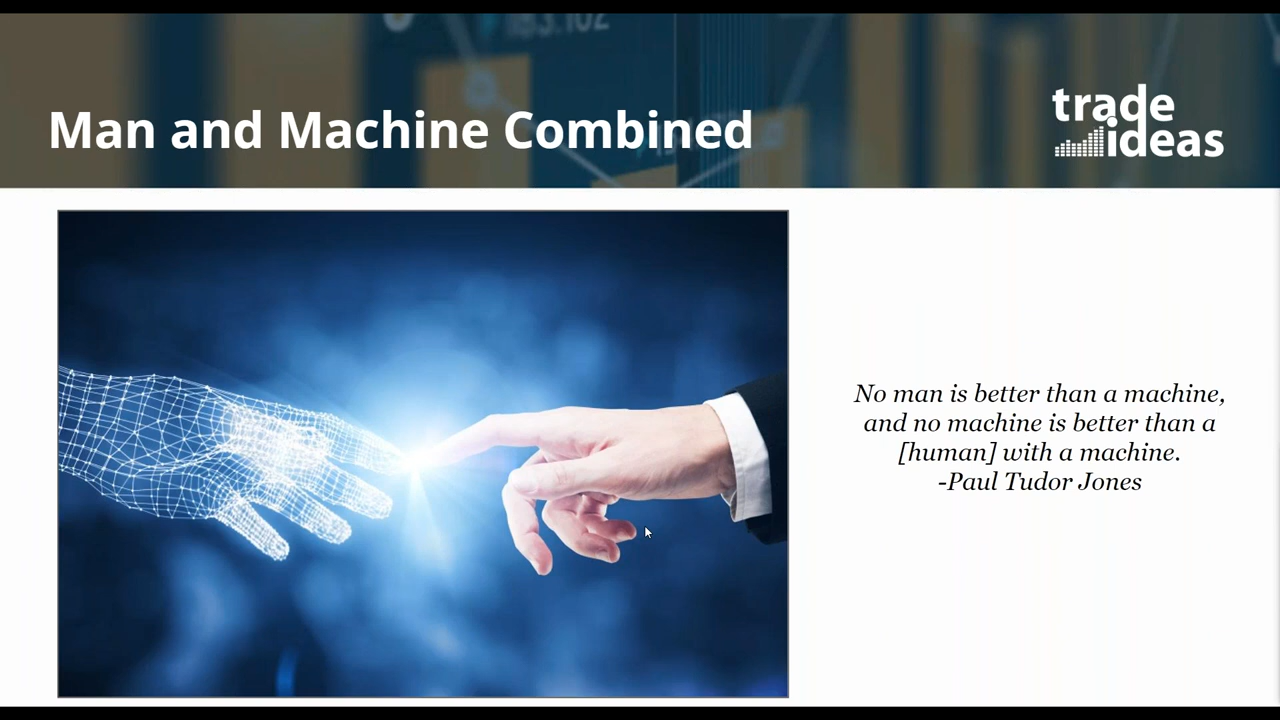 Man and Machine Combined
trade
ideas
No man is better than a machine,
and no machine is better than a
[human] with a machine.
-Paul Tudor Jones